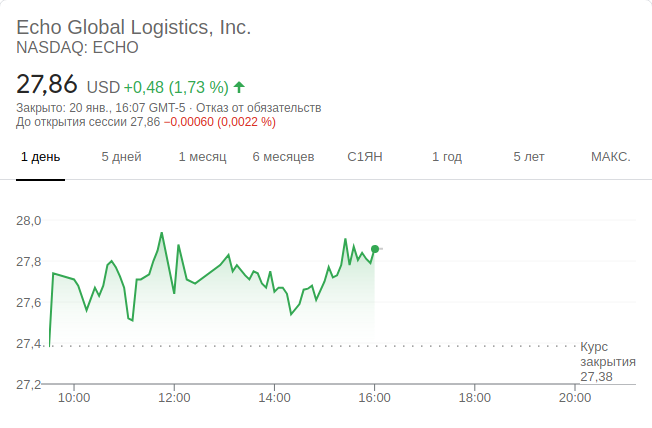 Echo Global Logistics, Inc.
NASDAQ: ECHO
27,86 USD +0,48 (1,73 %)
Закрыто: 20 янв., 16:07 GMT-5 · Отказ от обязательств
До открытия сессии 27,86 −0,00060 (0,0022 %)
1 день 5 дней 1 месяц 6 месяцев С1ЯН 1 год 5 лет МАКС.
28,0
27,8
27,6
27,4
27,2
Курс
закрытия
27,38
10:00 12:00 14:00 16:00 18:00 20:00